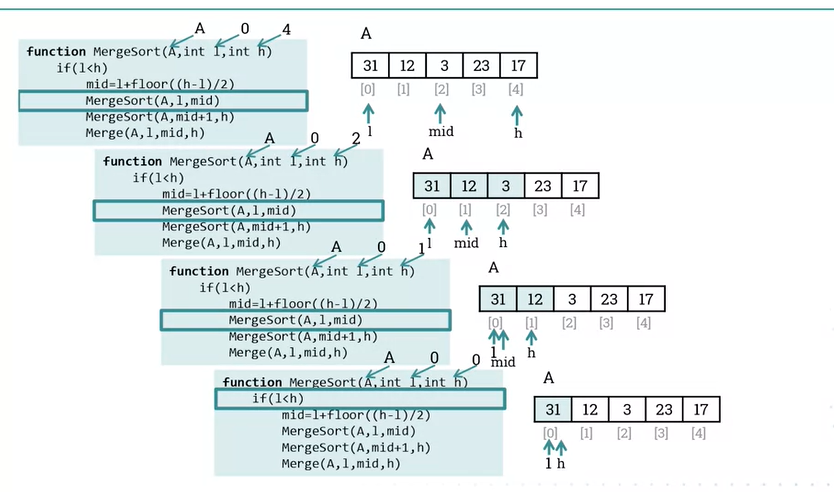 A 0 4
function MergeSort(A,int l,int h)
if(l<h)
mid=l+floor((h-l)/2)
MergeSort(A,l,mid)
MergeSort(A,mid+1,h)
Merge(A,l,mid,h)
A
31 12 3 23 17
[0] [1] [2] [3] [4]
l mid h
A 0 2
function MergeSort(A,int l,int h)
if(l<h)
mid=l+floor((h-l)/2)
MergeSort(A,l,mid)
MergeSort(A,mid+1,h)
Merge(A,l,mid,h)
A
31 12 3 23 17
[0] [1] [2] [3] [4]
l mid h
A 0 1
function MergeSort(A,int l,int h)
if(l<h)
mid=l+floor((h-l)/2)
MergeSort(A,l,mid)
MergeSort(A,mid+1,h)
Merge(A,l,mid,h)
A
31 12 3 23 17
[0] [1] [2] [3] [4]
l mid h
A 0 0
function MergeSort(A,int l,int h)
if(l<h)
mid=l+floor((h-l)/2)
MergeSort(A,l,mid)
MergeSort(A,mid+1,h)
Merge(A,l,mid,h)
A
31 12 3 23 17
[0] [1] [2] [3] [4]
l h